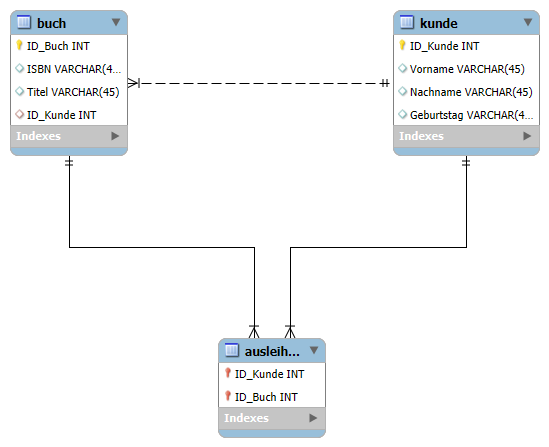 buch
ID_Buch INT
ISBN VARCHAR(4...
Titel VARCHAR(45)
ID_Kunde INT
Indexes
kunde
ID_Kunde INT
Vorname VARCHAR(45)
Nachname VARCHAR(45)
Geburtstag VARCHAR(4...
Indexes
ausleih...
ID_Kunde INT
ID_Buch INT
Indexes